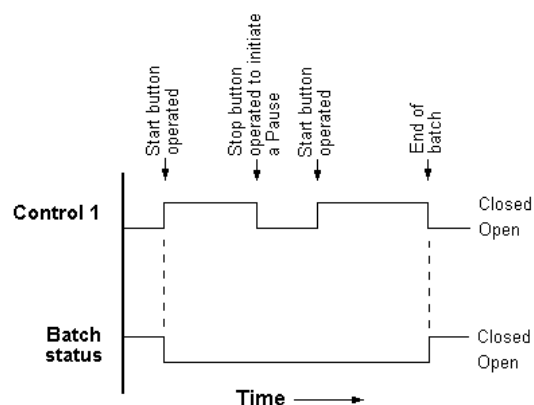 Start button
operated
Stop button
operated to initiate
a Pause
Start button
operated
End of
batch
Control 1
Closed
Open
Batch
status
Closed
Open
Time